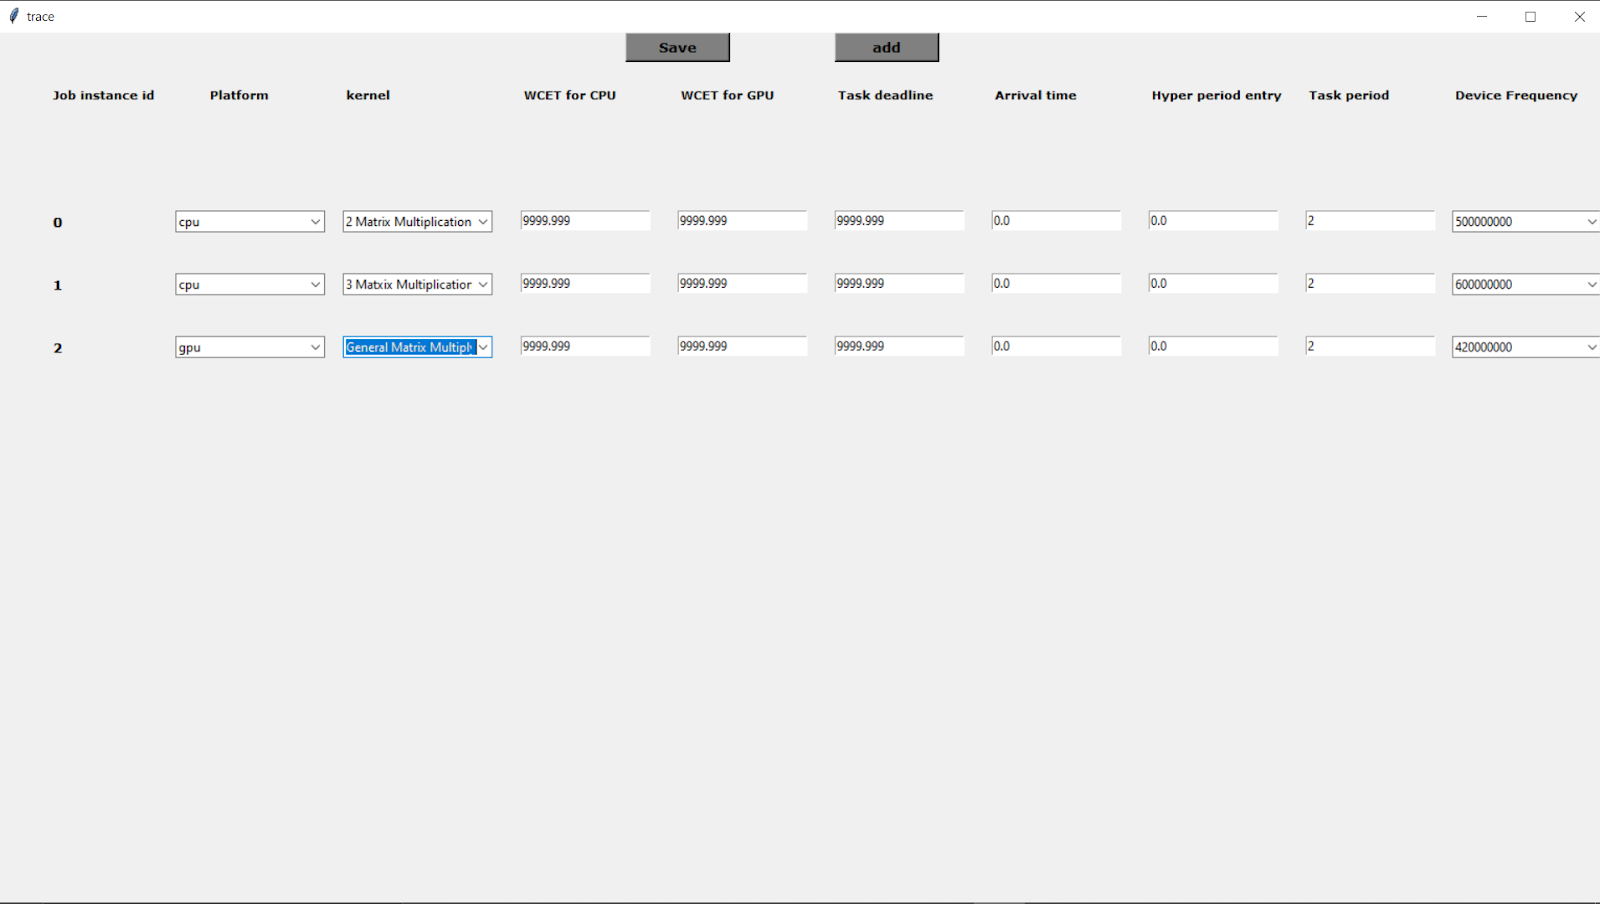 trace
Save add
Job instance id Platform kernel WCET for CPU WCET for GPU Task deadline Arrival time Hyper period entry Task period Device Frequency
0 cpu 2 Matrix Multiplication 9999.999 9999.999 9999.999 0.0 0.0 2 500000000
1 cpu 3 Matxix Multiplication 9999.999 9999.999 9999.999 0.0 0.0 2 600000000
2 gpu General Matrix Multiply 9999.999 9999.999 9999.999 0.0 0.0 2 420000000